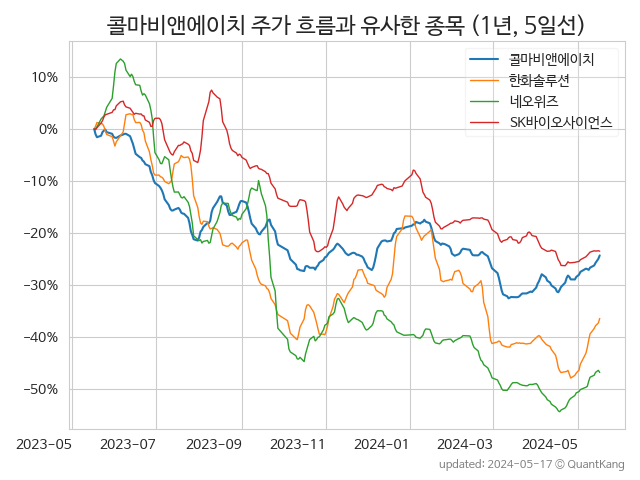 콜마비앤에이치 주가 흐름과 유사한 종목 (1년, 5일선)
콜마비앤에이치
한화솔루션
네오위즈
SK바이오사이언스
10%
0%
−10%
−20%
−30%
−40%
−50%
2023-05
2023-07
2023-09
2023-11
2024-01
2024-03
2024-05
updated: 2024-05-17 © QuantKang